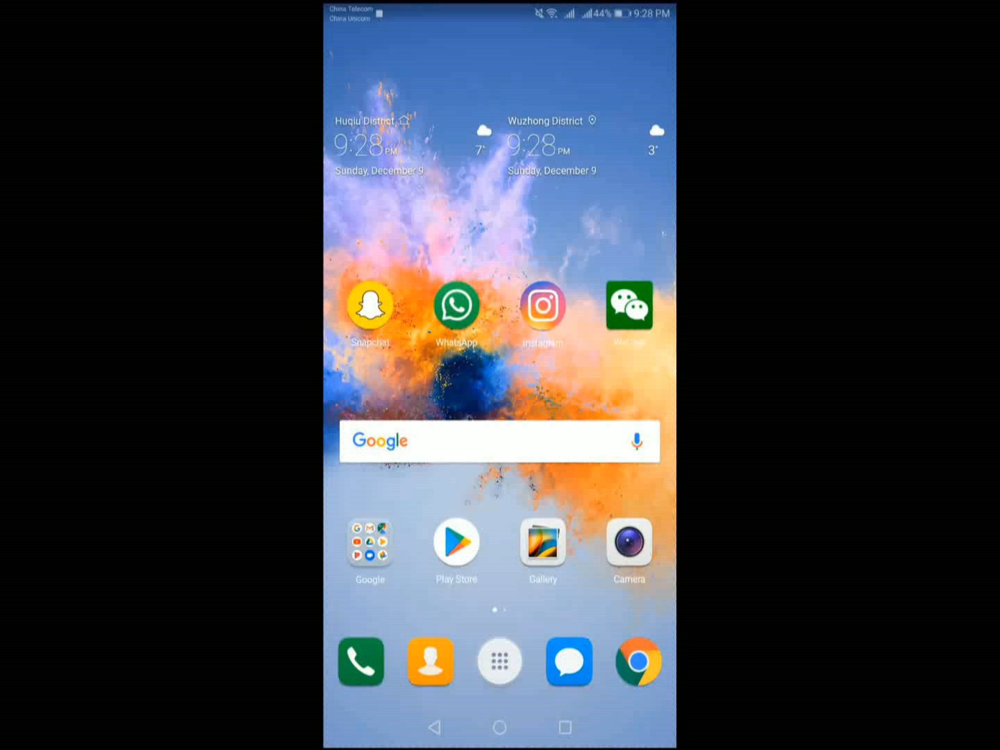 China Telecom
China Unicom
44% 9:28 PM
Huqiu District
9:28 PM
7°
Sunday, December 9
Wuzhong District
9:28 PM
3°
Sunday, December 9
Snapchat WhatsApp Instagram WeChat
Google
Google Play Store Gallery Camera